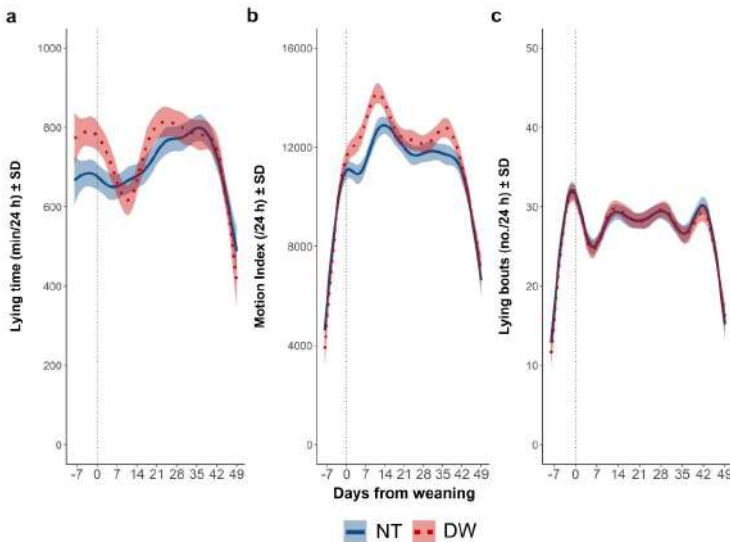 a
b
c
Lying time (min/24 h) ± SD
1000
800
600
400
200
0
-7 0 7 14 21 28 35 42 49
Motion Index (/24 h) ± SD
16000
12000
8000
4000
0
-7 0 7 14 21 28 35 42 49
Lying bouts (no./24 h) ± SD
50
40
30
20
10
0
-7 0 7 14 21 28 35 42 49
Days from weaning
NT DW